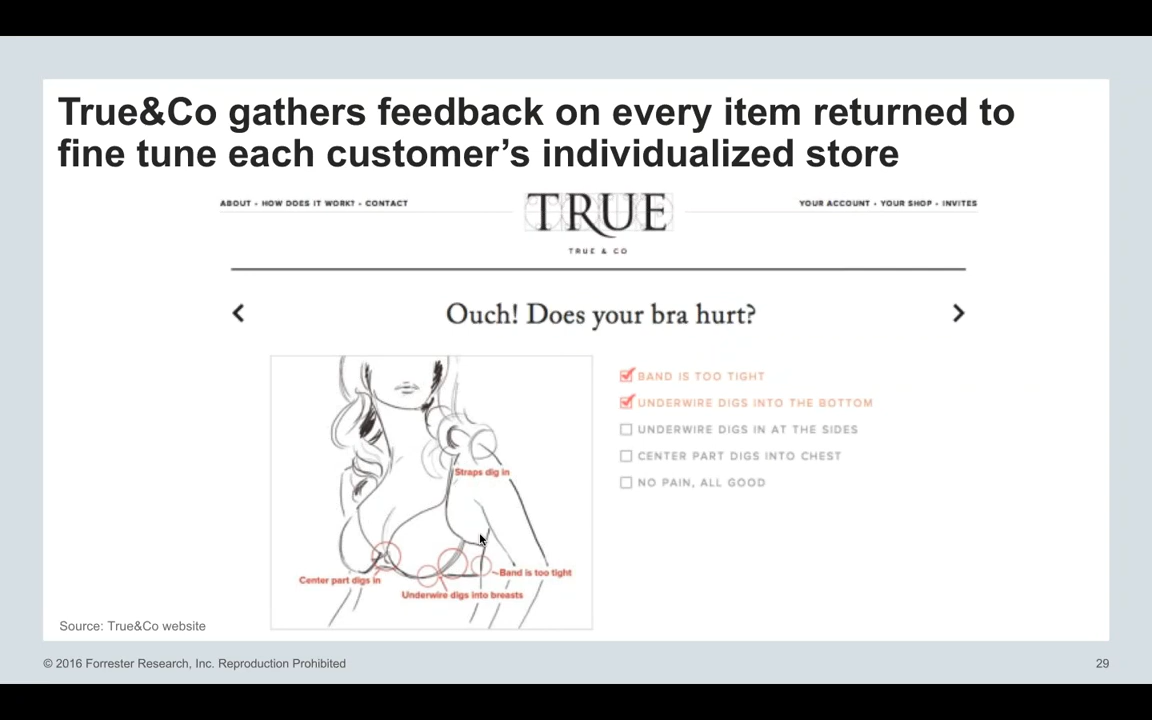 True&Co gathers feedback on every item returned to
fine tune each customer’s individualized store
ABOUT • HOW DOES IT WORK? • CONTACT
TRUE
YOUR ACCOUNT • YOUR SHOP • INVITES
TRUE & CO
Ouch! Does your bra hurt?
BAND IS TOO TIGHT
UNDERWIRE DIGS INTO THE BOTTOM
UNDERWIRE DIGS IN AT THE SIDES
CENTER PART DIGS INTO CHEST
NO PAIN, ALL GOOD
Straps dig in
Band is too tight
Center part digs in
Underwire digs into breasts
Source: True&Co website
© 2016 Forrester Research, Inc. Reproduction Prohibited
29